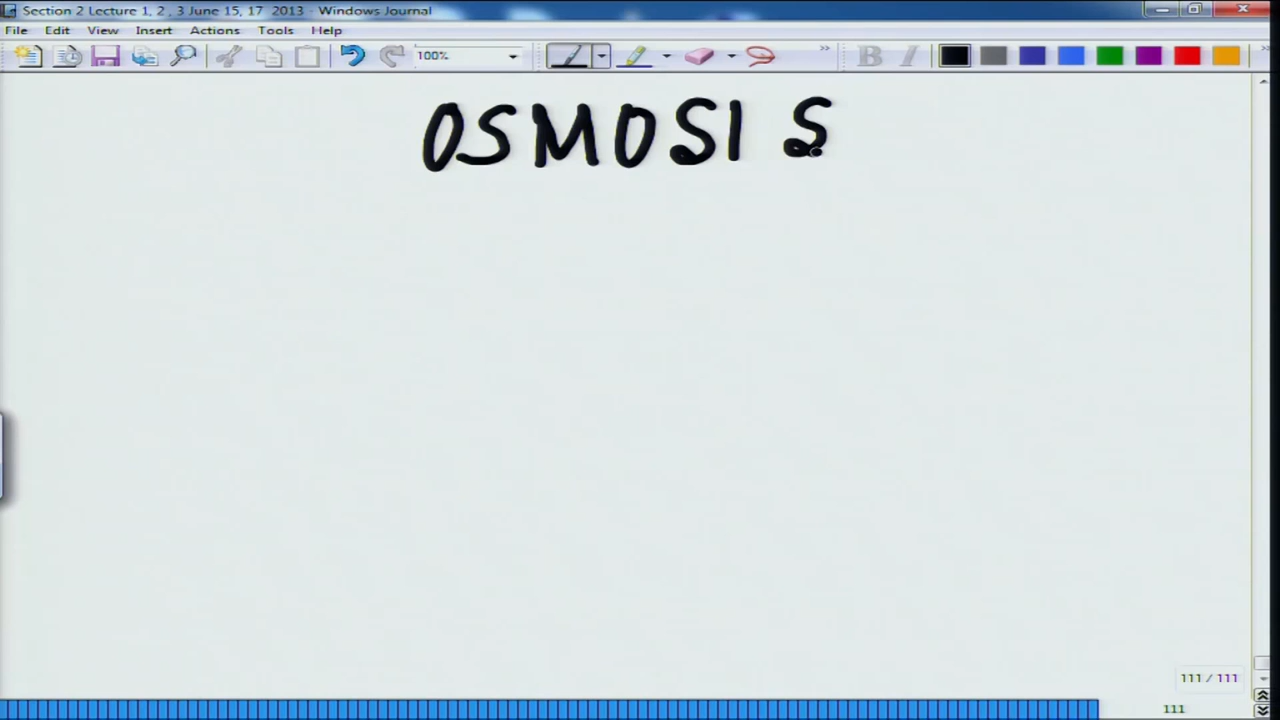 Section 2 Lecture 1, 2 , 3 June 15, 17 2013 - Windows Journal
File Edit View Insert Actions Tools Help
100% B I
OSMOSIS
111 / 111
111